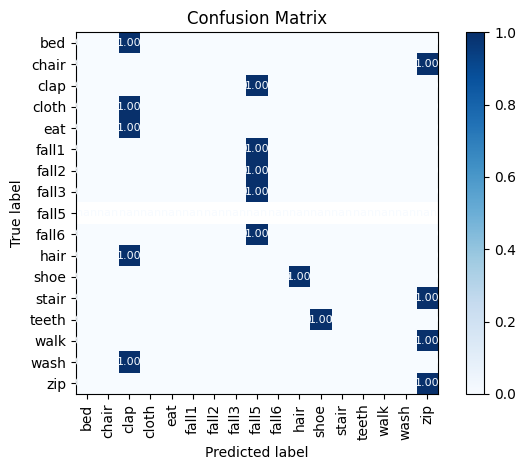 Confusion Matrix
True label
bed 1.00
chair 1.00
clap 1.00
cloth 1.00
eat 1.00
fall1 1.00
fall2 1.00
fall3 1.00
fall5
fall6 1.00
hair 1.00
shoe 1.00
stair 1.00
teeth 1.00
walk 1.00
wash 1.00
zip 1.00
bed chair clap cloth eat fall1 fall2 fall3 fall5 fall6 hair shoe stair teeth walk wash zip
Predicted label
1.0
0.8
0.6
0.4
0.2
0.0